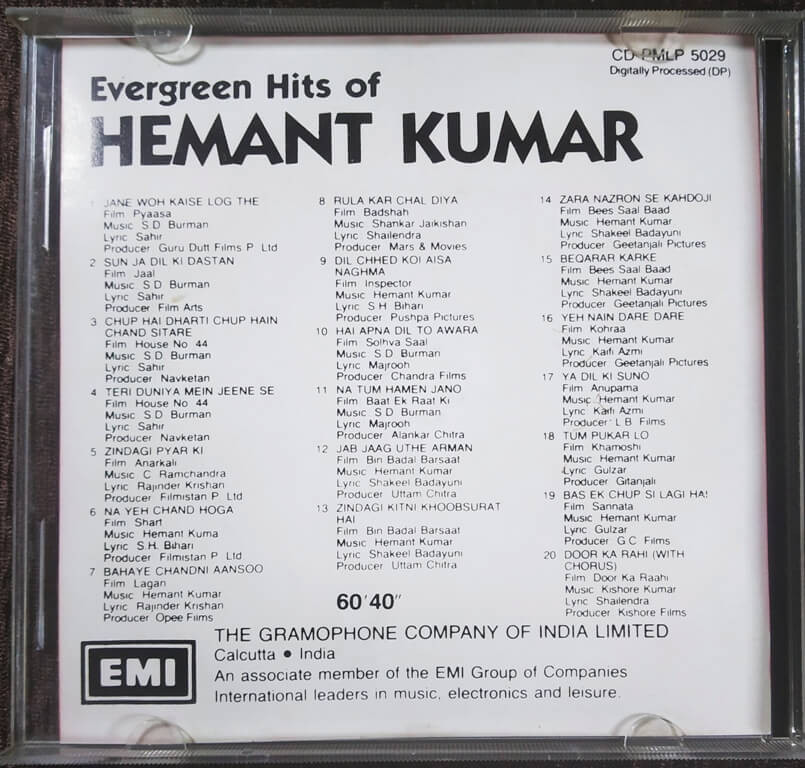 CD-PMLP 5029
Digitally Processed (DP)
Evergreen Hits of
HEMANT KUMAR
1 JANE WOH KAISE LOG THE
Film Pyaasa
Music S D Burman
Lyric Sahir
Producer Guru Dutt Films P Ltd
2 SUN JA DIL KI DASTAN
Film Jaal
Music S D Burman
Lyric Sahir
Producer Film Arts
3 CHUP HAI DHARTI CHUP HAIN
CHAND SITARE
Film House No 44
Music S D Burman
Lyric Sahir
Producer Navketan
4 TERI DUNIYA MEIN JEENE SE
Film House No 44
Music S D Burman
Lyric Sahir
Producer Navketan
5 ZINDAGI PYAR KI
Film Anarkali
Music C Ramchandra
Lyric Rajinder Krishan
Producer Filmistan P Ltd
6 NA YEH CHAND HOGA
Film Shart
Music Hemant Kuma
Lyric S.H. Bihari
Producer Filmistan P Ltd
7 BAHAYE CHANDNI AANSOO
Film Lagan
Music Hemant Kumar
Lyric Rajinder Krishan
Producer Opee Films
8 RULA KAR CHAL DIYA
Film Badshah
Music Shankar Jaikishan
Lyric Shailendra
Producer Mars & Movies
9 DIL CHHED KOI AISA
NAGHMA
Film Inspector
Music Hemant Kumar
Lyric S H Bihari
Producer Pushpa Pictures
10 HAI APNA DIL TO AWARA
Film Solhva Saal
Music S D Burman
Lyric Majrooh
Producer Chandra Films
11 NA TUM HAMEN JANO
Film Baat Ek Raat Ki
Music S D Burman
Lyric Majrooh
Producer Alankar Chitra
12 JAB JAAG UTHE ARMAN
Film Bin Badal Barsaat
Music Hemant Kumar
Lyric Shakeel Badayuni
Producer Uttam Chitra
13 ZINDAGI KITNI KHOOBSURAT
HAI
Film Bin Badal Barsaat
Music Hemant Kumar
Lyric Shakeel Badayuni
Producer Uttam Chitra
14 ZARA NAZRON SE KAHDOJI
Film Bees Saal Baad
Music Hemant Kumar
Lyric Shakeel Badayuni
Producer Geetanjali Pictures
15 BEQARAR KARKE
Film Bees Saal Baad
Music Hemant Kumar
Lyric Shakeel Badayuni
Producer Geetanjali Pictures
16 YEH NAIN DARE DARE
Film Kohraa
Music Hemant Kumar
Lyric Kaifi Azmi
Producer Geetanjali Pictures
17 YA DIL KI SUNO
Film Anupama
Music Hemant Kumar
Lyric Kaifi Azmi
Producer L B Films
18 TUM PUKAR LO
Film Khamoshi
Music Hemant Kumar
Lyric Gulzar
Producer Gitanjali
19 BAS EK CHUP SI LAGI HAI
Film Sannata
Music Hemant Kumar
Lyric Gulzar
Producer G C Films
20 DOOR KA RAHI (WITH
CHORUS)
Film Door Ka Raahi
Music Kishore Kumar
Lyric Shailendra
Producer Kishore Films
60'40"
EMI
THE GRAMOPHONE COMPANY OF INDIA LIMITED
Calcutta • India
An associate member of the EMI Group of Companies
International leaders in music, electronics and leisure.